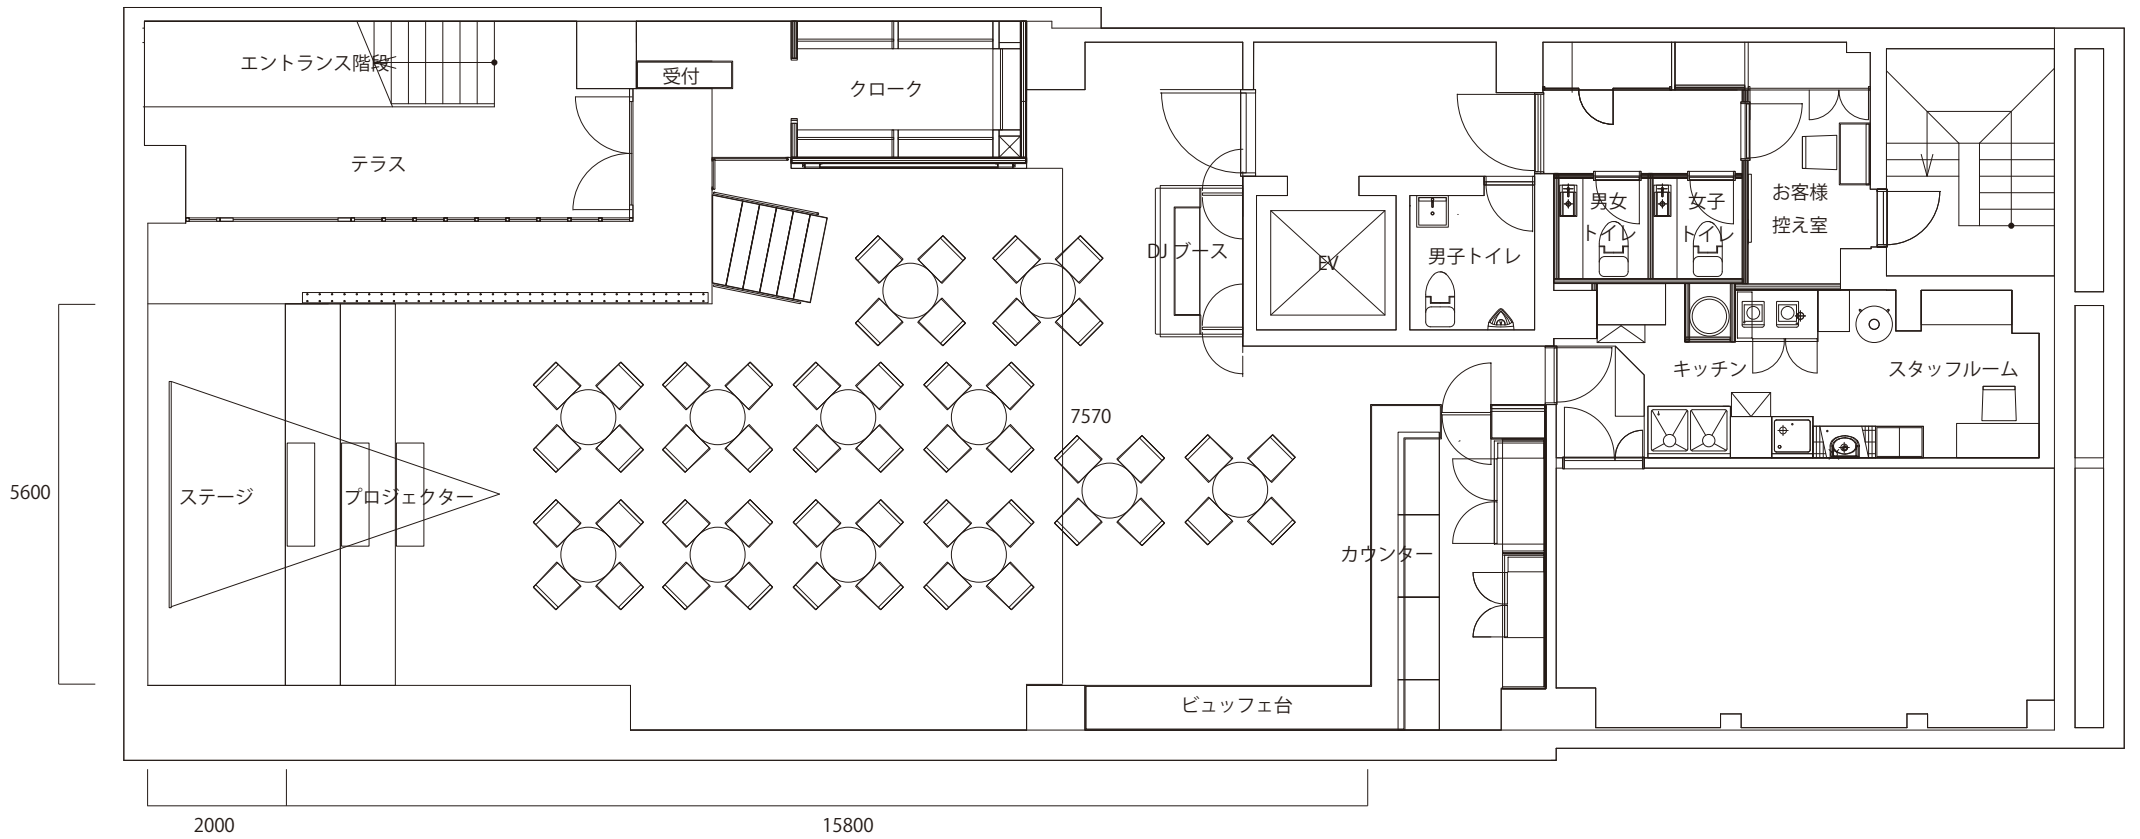 エントランス階段
受付
クローク
テラス
DJ ブース
EV
男子トイレ
男女
トイレ
女子
トイレ
お客様
控え室
キッチン
スタッフルーム
7570
5600
ステージ
プロジェクター
カウンター
ビュッフェ台
2000
15800